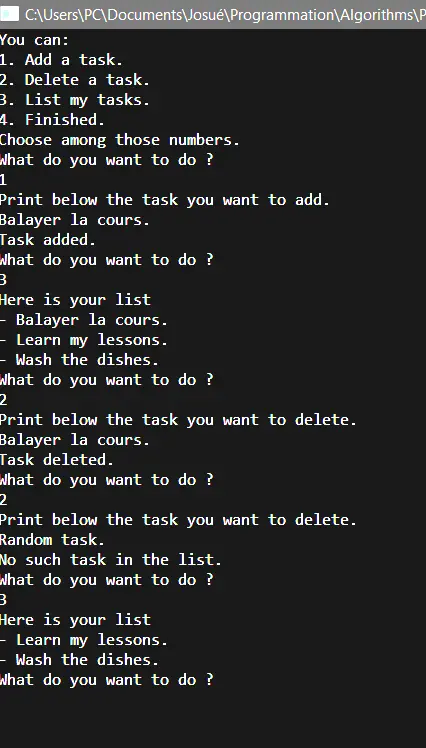 C:\Users\PC\Documents\Josué\Programmation\Algorithms\P
You can:
1. Add a task.
2. Delete a task.
3. List my tasks.
4. Finished.
Choose among those numbers.
What do you want to do ?
1
Print below the task you want to add.
Balayer la cours.
Task added.
What do you want to do ?
3
Here is your list
- Balayer la cours.
- Learn my lessons.
- Wash the dishes.
What do you want to do ?
2
Print below the task you want to delete.
Balayer la cours.
Task deleted.
What do you want to do ?
2
Print below the task you want to delete.
Random task.
No such task in the list.
What do you want to do ?
3
Here is your list
- Learn my lessons.
- Wash the dishes.
What do you want to do ?